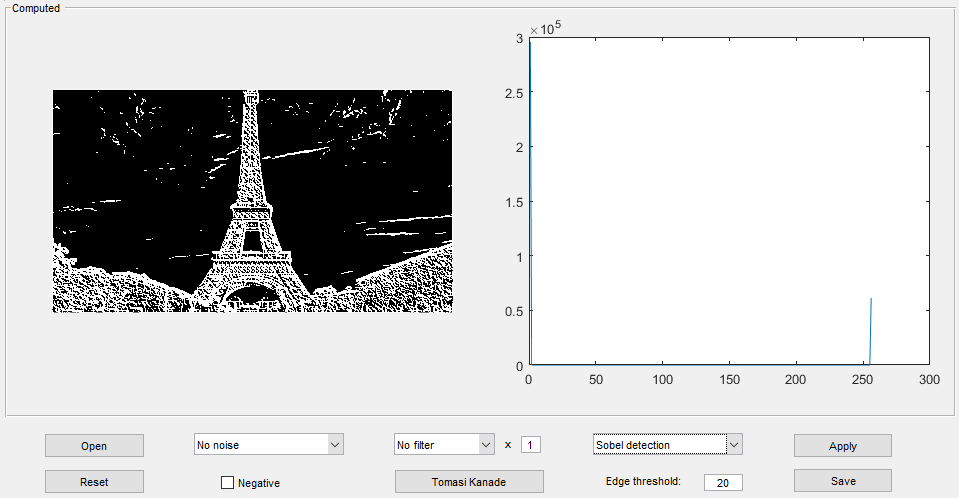 Computed
×10^5
3
2.5
2
1.5
1
0.5
0
0 50 100 150 200 250 300
Open No noise No filter x 1 Sobel detection Apply
Reset Negative Tomasi Kanade Edge threshold: 20 Save